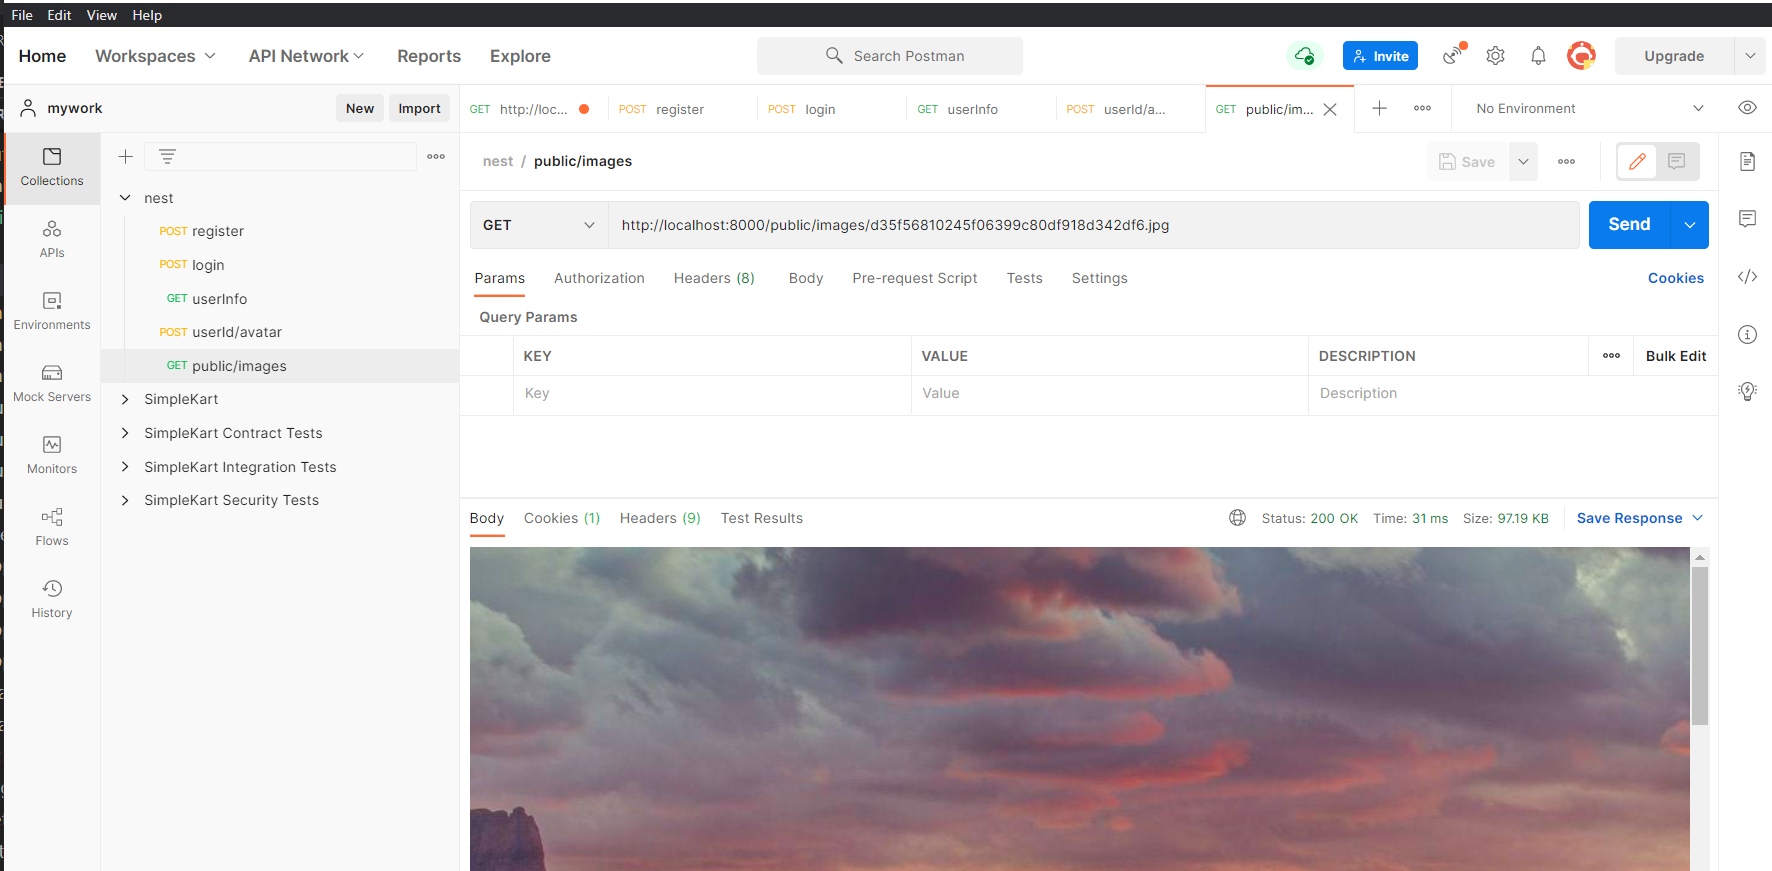 File Edit View Help
Home Workspaces API Network Reports Explore Search Postman Invite Upgrade
mywork New Import GET http://loc... POST register POST login GET userInfo POST userId/a... GET public/im... No Environment
Collections
nest / public/images Save
nest
GET http://localhost:8000/public/images/d35f56810245f06399c80df918d342df6.jpg Send
POST register
APIs
POST login
Params Authorization Headers (8) Body Pre-request Script Tests Settings Cookies
GET userInfo
Query Params
Environments
POST userId/avatar
KEY VALUE DESCRIPTION Bulk Edit
GET public/images
Key Value Description
Mock Servers
SimpleKart
SimpleKart Contract Tests
Monitors
SimpleKart Integration Tests
SimpleKart Security Tests
Body Cookies (1) Headers (9) Test Results Status: 200 OK Time: 31 ms Size: 97.19 KB Save Response
Flows
History